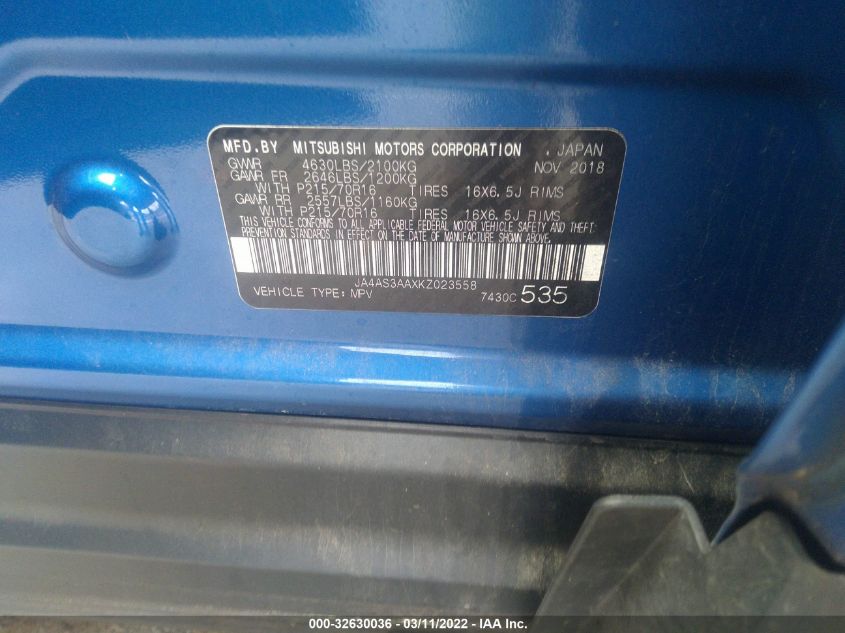 MFD.BY MITSUBISHI MOTORS CORPORATION . JAPAN
GVWR 4630LBS/2100KG NOV 2018
GAWR FR 2646LBS/1200KG
WITH P215/70R16 TIRES 16X6.5J RIMS
GAWR RR 2557LBS/1160KG
WITH P215/70R16 TIRES 16X6.5J RIMS
THIS VEHICLE CONFORMS TO ALL APPLICABLE FEDERAL MOTOR VEHICLE SAFETY AND THEFT
PREVENTION STANDARDS IN EFFECT ON THE DATE OF MANUFACTURE SHOWN ABOVE.
JA4AS3AAXKZ023558
VEHICLE TYPE: MPV 7430C 535
000-32630036 - 03/11/2022 - IAA Inc.